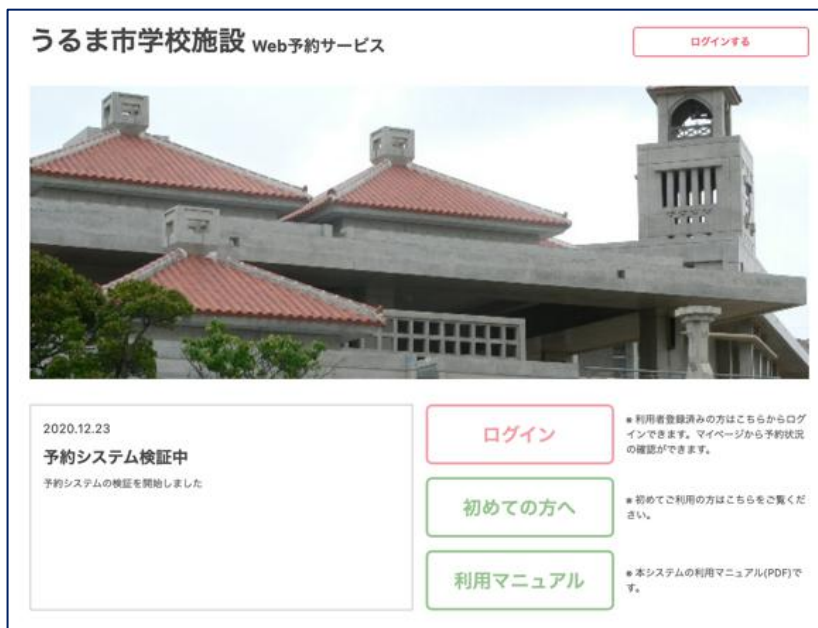 うるま市学校施設 Web予約サービス
ログインする
2020.12.23
予約システム検証中
予約システムの検証を開始しました
ログイン
※ 利用者登録済みの方はこちらからログ
インできます。マイページから予約状況
の確認ができます。
初めての方へ
※ 初めてご利用の方はこちらをご覧くだ
さい。
利用マニュアル
※ 本システムの利用マニュアル(PDF)で
す。